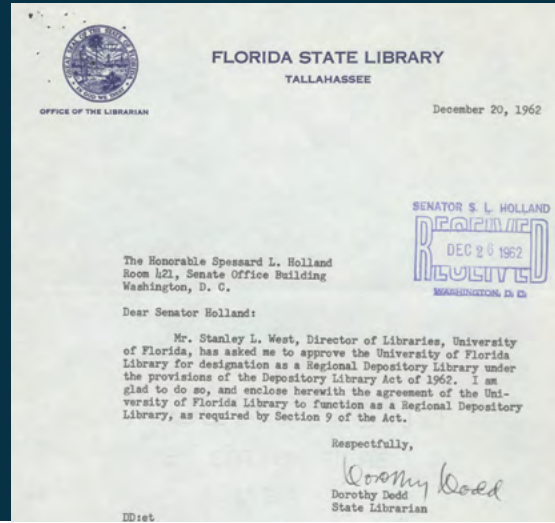 FLORIDA STATE LIBRARY
TALLAHASSEE
OFFICE OF THE LIBRARIAN
December 20, 1962
SENATOR S. L. HOLLAND
RECEIVED
DEC 26 1962
RECEIVED
WASHINGTON, D. C.
The Honorable Spessard L. Holland
Room 421, Senate Office Building
Washington, D. C.
Dear Senator Holland:
Mr. Stanley L. West, Director of Libraries, University
of Florida, has asked me to approve the University of Florida
Library for designation as a Regional Depository Library under
the provisions of the Depository Library Act of 1962. I am
glad to do so, and enclose herewith the agreement of the Uni-
versity of Florida Library to function as a Regional Depository
Library, as required by Section 9 of the Act.
Respectfully,
Dorothy Dodd
Dorothy Dodd
State Librarian
DD:et